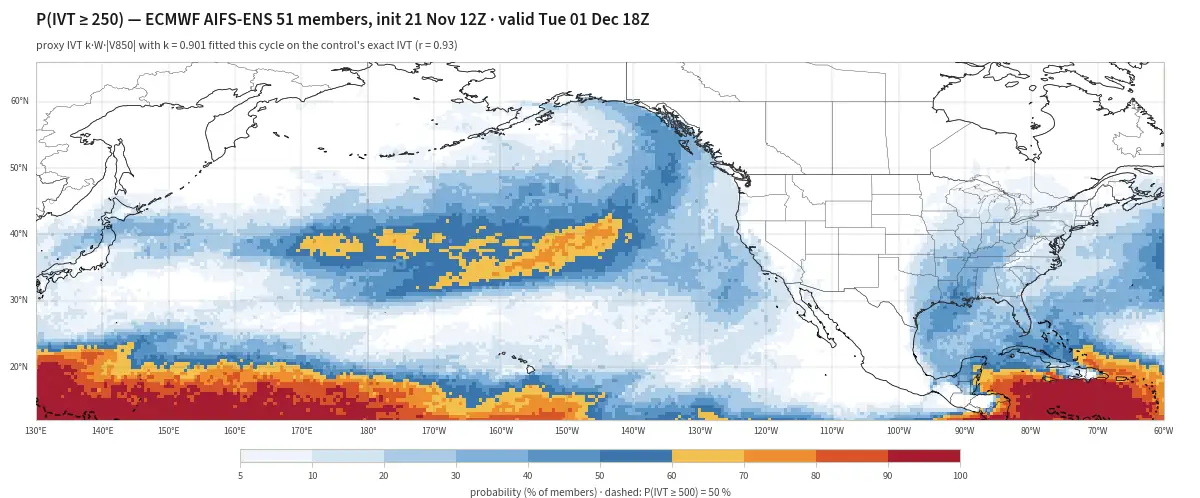 P(IVT ≥ 250) — ECMWF AIFS-ENS 51 members, init 21 Nov 12Z · valid Tue 01 Dec 18Z
proxy IVT k·W·|V850| with k = 0.901 fitted this cycle on the control's exact IVT (r = 0.93)
60°N
50°N
40°N
30°N
20°N
130°E 140°E 150°E 160°E 170°E 180° 170°W 160°W 150°W 140°W 130°W 120°W 110°W 100°W 90°W 80°W 70°W 60°W
5 10 20 30 40 50 60 70 80 90 100
probability (% of members) · dashed: P(IVT ≥ 500) = 50 %